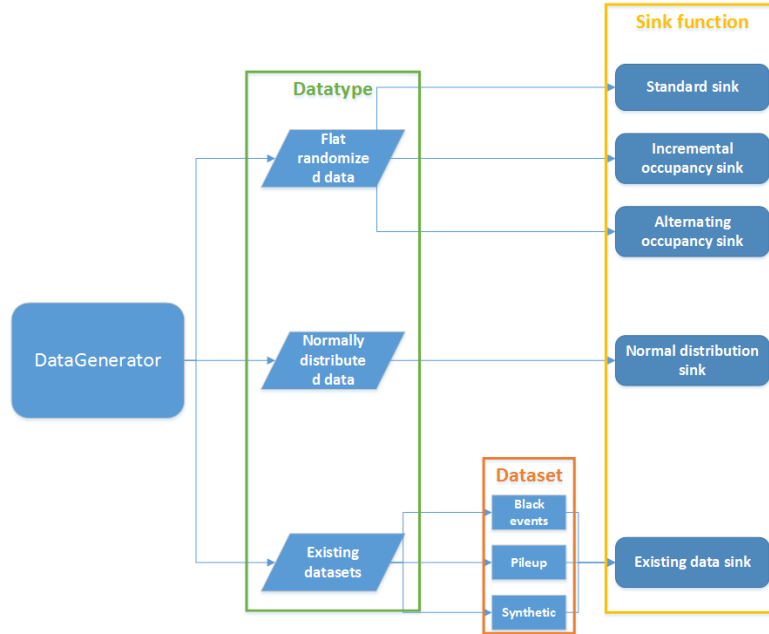 Sink function
Datatype
Standard sink
Flat
randomize
d data
Incremental
occupancy sink
Alternating
occupancy sink
DataGenerator
Normally
distribute
d data
Normal distribution
sink
Dataset
Black
events
Existing
datasets
Pileup
Existing data sink
Synthetic